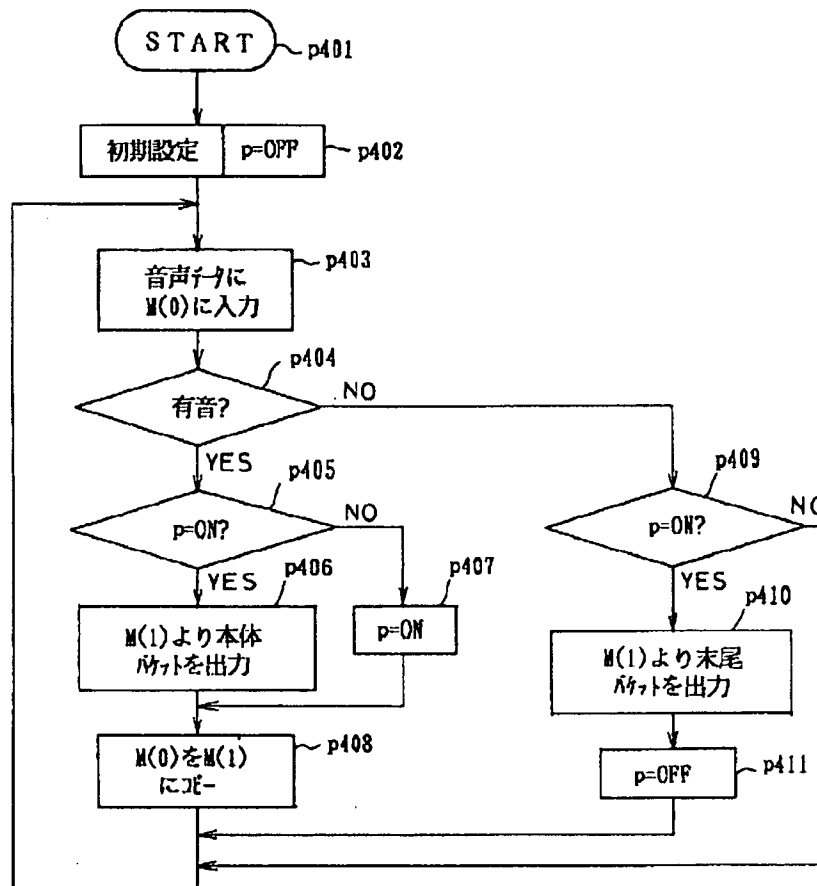 START
p401
初期設定
p=OFF
p402
音声データに
M(0)に入力
p403
有音?
p404
NO
YES
p=ON?
p405
NO
YES
p406
M(1)より本体
パケットを出力
p407
p=ON
M(0)をM(1)
にコピー
p408
p409
p=ON?
NO
YES
p410
M(1)より末尾
パケットを出力
p=OFF
p411